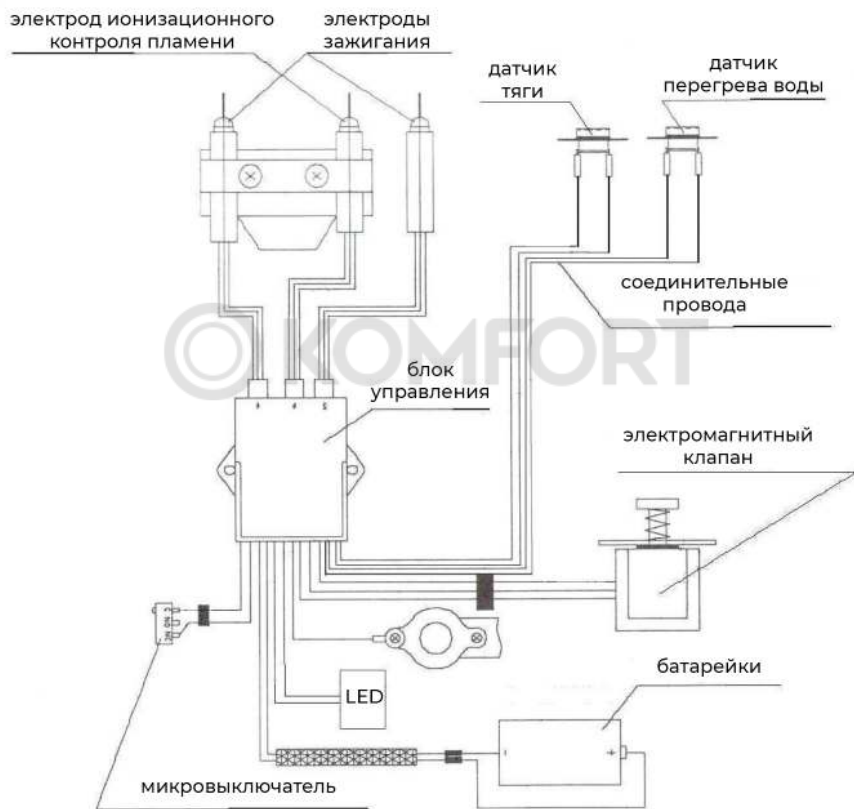 электрод ионизационного
контроля пламени
электроды
зажигания
датчик
тяги
датчик
перегрева воды
соединительные
провода
KOMFORT
блок
управления
электромагнитный
клапан
батарейки
LED
микровыключатель